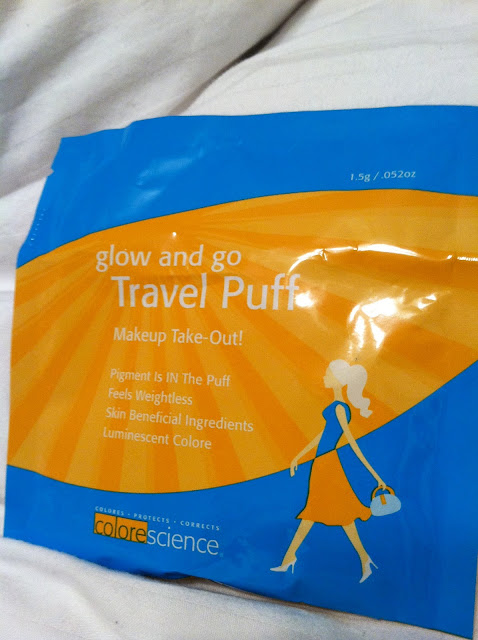 1.5g / .052oz
glow and go
Travel Puff
Makeup Take-Out!
Pigment Is IN The Puff
Feels Weightless
Skin Beneficial Ingredients
Luminescent Colore
COLORES • PROTECTS • CORRECTS
colorescience